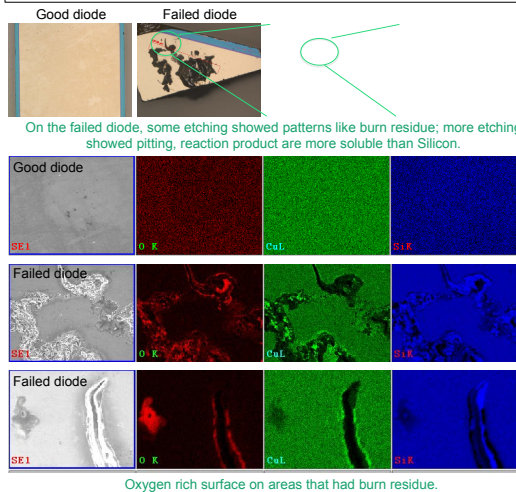 Good diode Failed diode
On the failed diode, some etching showed patterns like burn residue; more etching
showed pitting, reaction product are more soluble than Silicon.
Good diode
SE1 O K CuL SiK
Failed diode
SE1 O K CuL SiK
Failed diode
SE1 O K CuL SiK
Oxygen rich surface on areas that had burn residue.